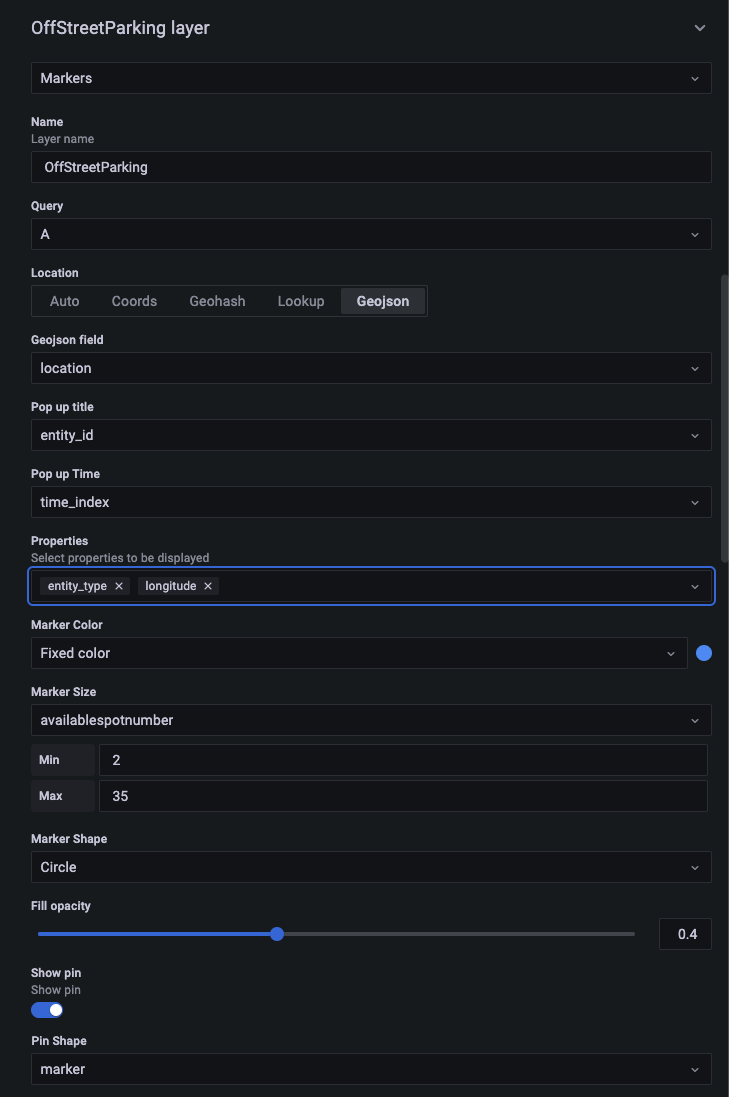 OffStreetParking layer
Markers
Name
Layer name
OffStreetParking
Query
A
Location
Auto Coords Geohash Lookup Geojson
Geojson field
location
Pop up title
entity_id
Pop up Time
time_index
Properties
Select properties to be displayed
entity_type × longitude ×
Marker Color
Fixed color
Marker Size
availablespotnumber
Min 2
Max 35
Marker Shape
Circle
Fill opacity
0.4
Show pin
Show pin
Pin Shape
marker